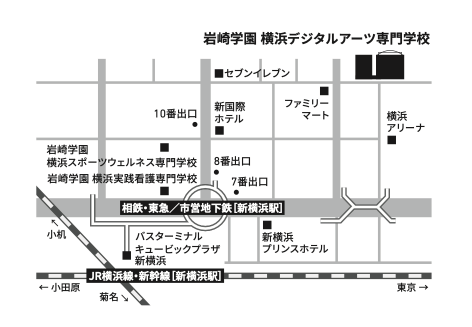 岩崎学園 横浜デジタルアーツ専門学校
セブンイレブン
ファミリー
マート
10番出口
新国際
ホテル
横浜
アリーナ
岩崎学園
横浜スポーツウェルネス専門学校
8番出口
岩崎学園 横浜実践看護専門学校
7番出口
相鉄・東急／市営地下鉄[新横浜駅]
小机
バスターミナル
キュービックプラザ
新横浜
新横浜
プリンスホテル
JR横浜線・新幹線[新横浜駅]
← 小田原
東京 →
菊名